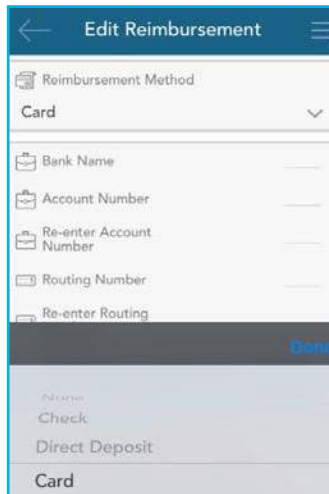 Edit Reimbursement
Reimbursement Method
Card
Bank Name
Account Number
Re-enter Account
Number
Routing Number
Re-enter Routing
Done
None
Check
Direct Deposit
Card